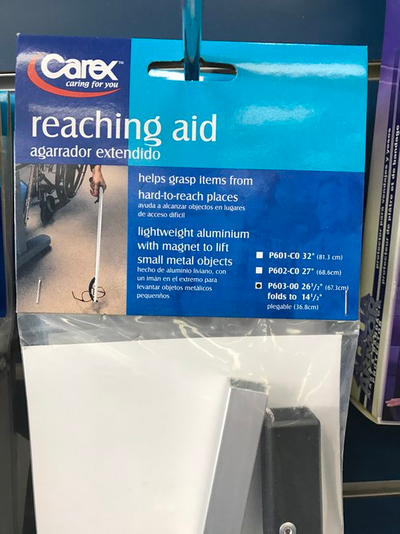 Carex™
caring for you
reaching aid
agarrador extendido
helps grasp items from
hard-to-reach places
ayuda a alcanzar objectos en lugares
de acceso dificil
lightweight aluminium
with magnet to lift
small metal objects
hecho de aluminio liviano, con
un imán en el extremo para
levantar objetos metálicos
pequeños
P601-C0 32" (81.3 cm)
P602-C0 27" (68.6cm)
P603-00 26½" (67.3cm)
folds to 14½"
plegable (36.8cm)